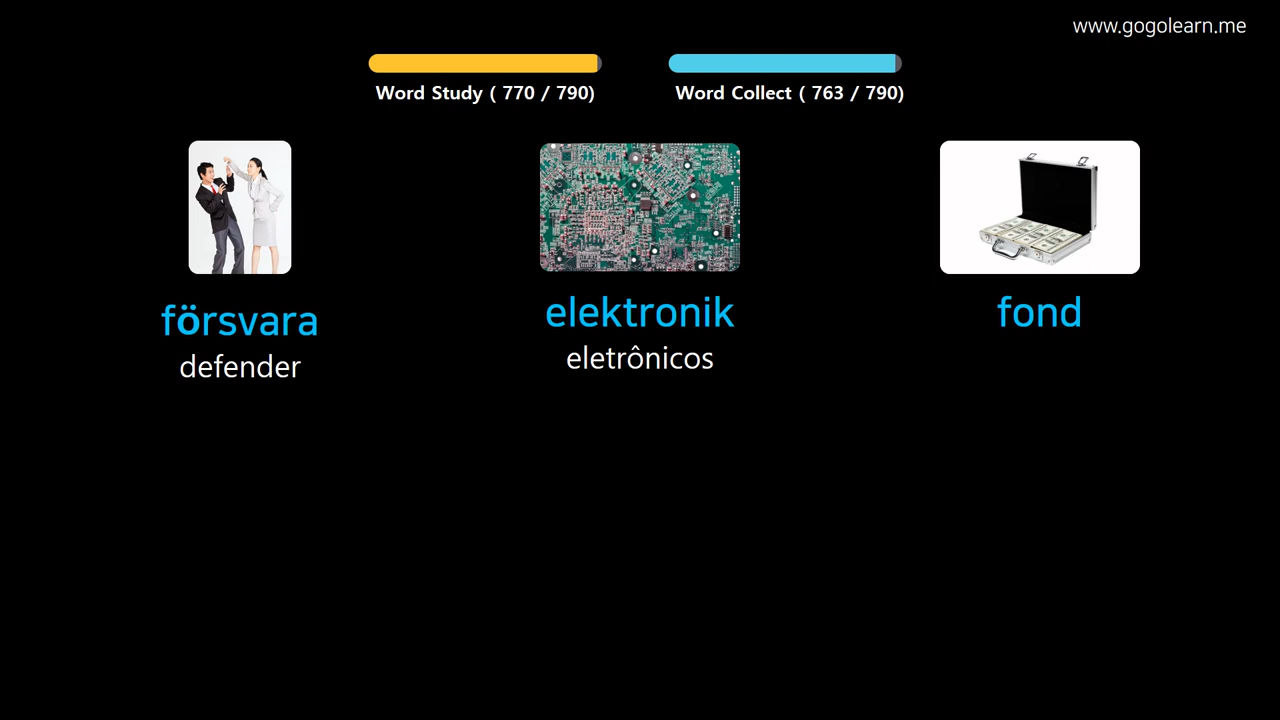 www.gogolearn.me
Word Study ( 770 / 790)
Word Collect ( 763 / 790)
försvara
defender
elektronik
eletrônicos
fond